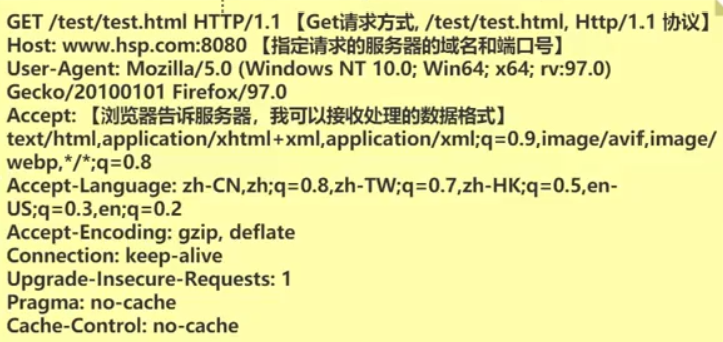 GET /test/test.html HTTP/1.1 【Get请求方式, /test/test.html, Http/1.1 协议】
Host: www.hsp.com:8080 【指定请求的服务器的域名和端口号】
User-Agent: Mozilla/5.0 (Windows NT 10.0; Win64; x64; rv:97.0)
Gecko/20100101 Firefox/97.0
Accept: 【浏览器告诉服务器，我可以接收处理的数据格式】
text/html,application/xhtml+xml,application/xml;q=0.9,image/avif,image/
webp,*/*;q=0.8
Accept-Language: zh-CN,zh;q=0.8,zh-TW;q=0.7,zh-HK;q=0.5,en-
US;q=0.3,en;q=0.2
Accept-Encoding: gzip, deflate
Connection: keep-alive
Upgrade-Insecure-Requests: 1
Pragma: no-cache
Cache-Control: no-cache